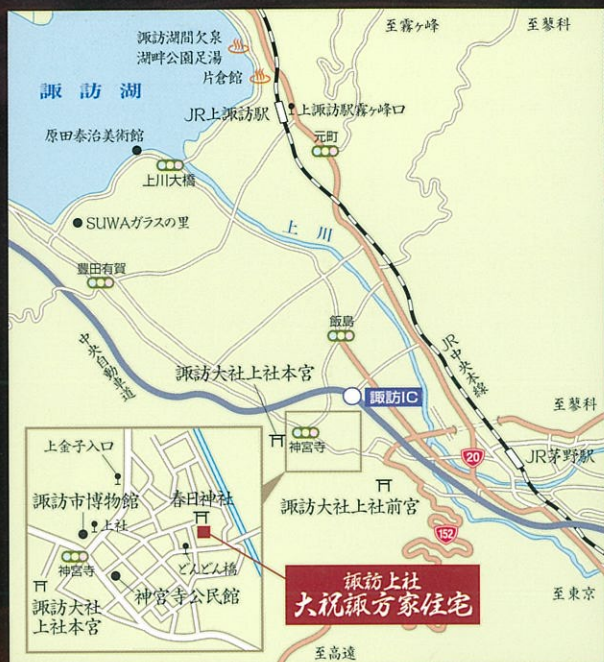 至霧ヶ峰
至蓼科
諏訪湖間欠泉
湖畔公園足湯
片倉館
諏訪湖
JR上諏訪駅
上諏訪駅霧ヶ峰口
原田泰治美術館
元町
上川大橋
SUWAガラスの里
上川
豊田有賀
飯島
中央自動車道
JR中央本線
諏訪大社上社本宮
諏訪IC
至蓼科
神宮寺
20
JR茅野駅
諏訪大社上社前宮
152
上金子入口
諏訪市博物館
上社
春日神社
神宮寺
どんどん橋
神宮寺公民館
諏訪大社
上社本宮
諏訪上社
大祝諏方家住宅
至東京
至高遠